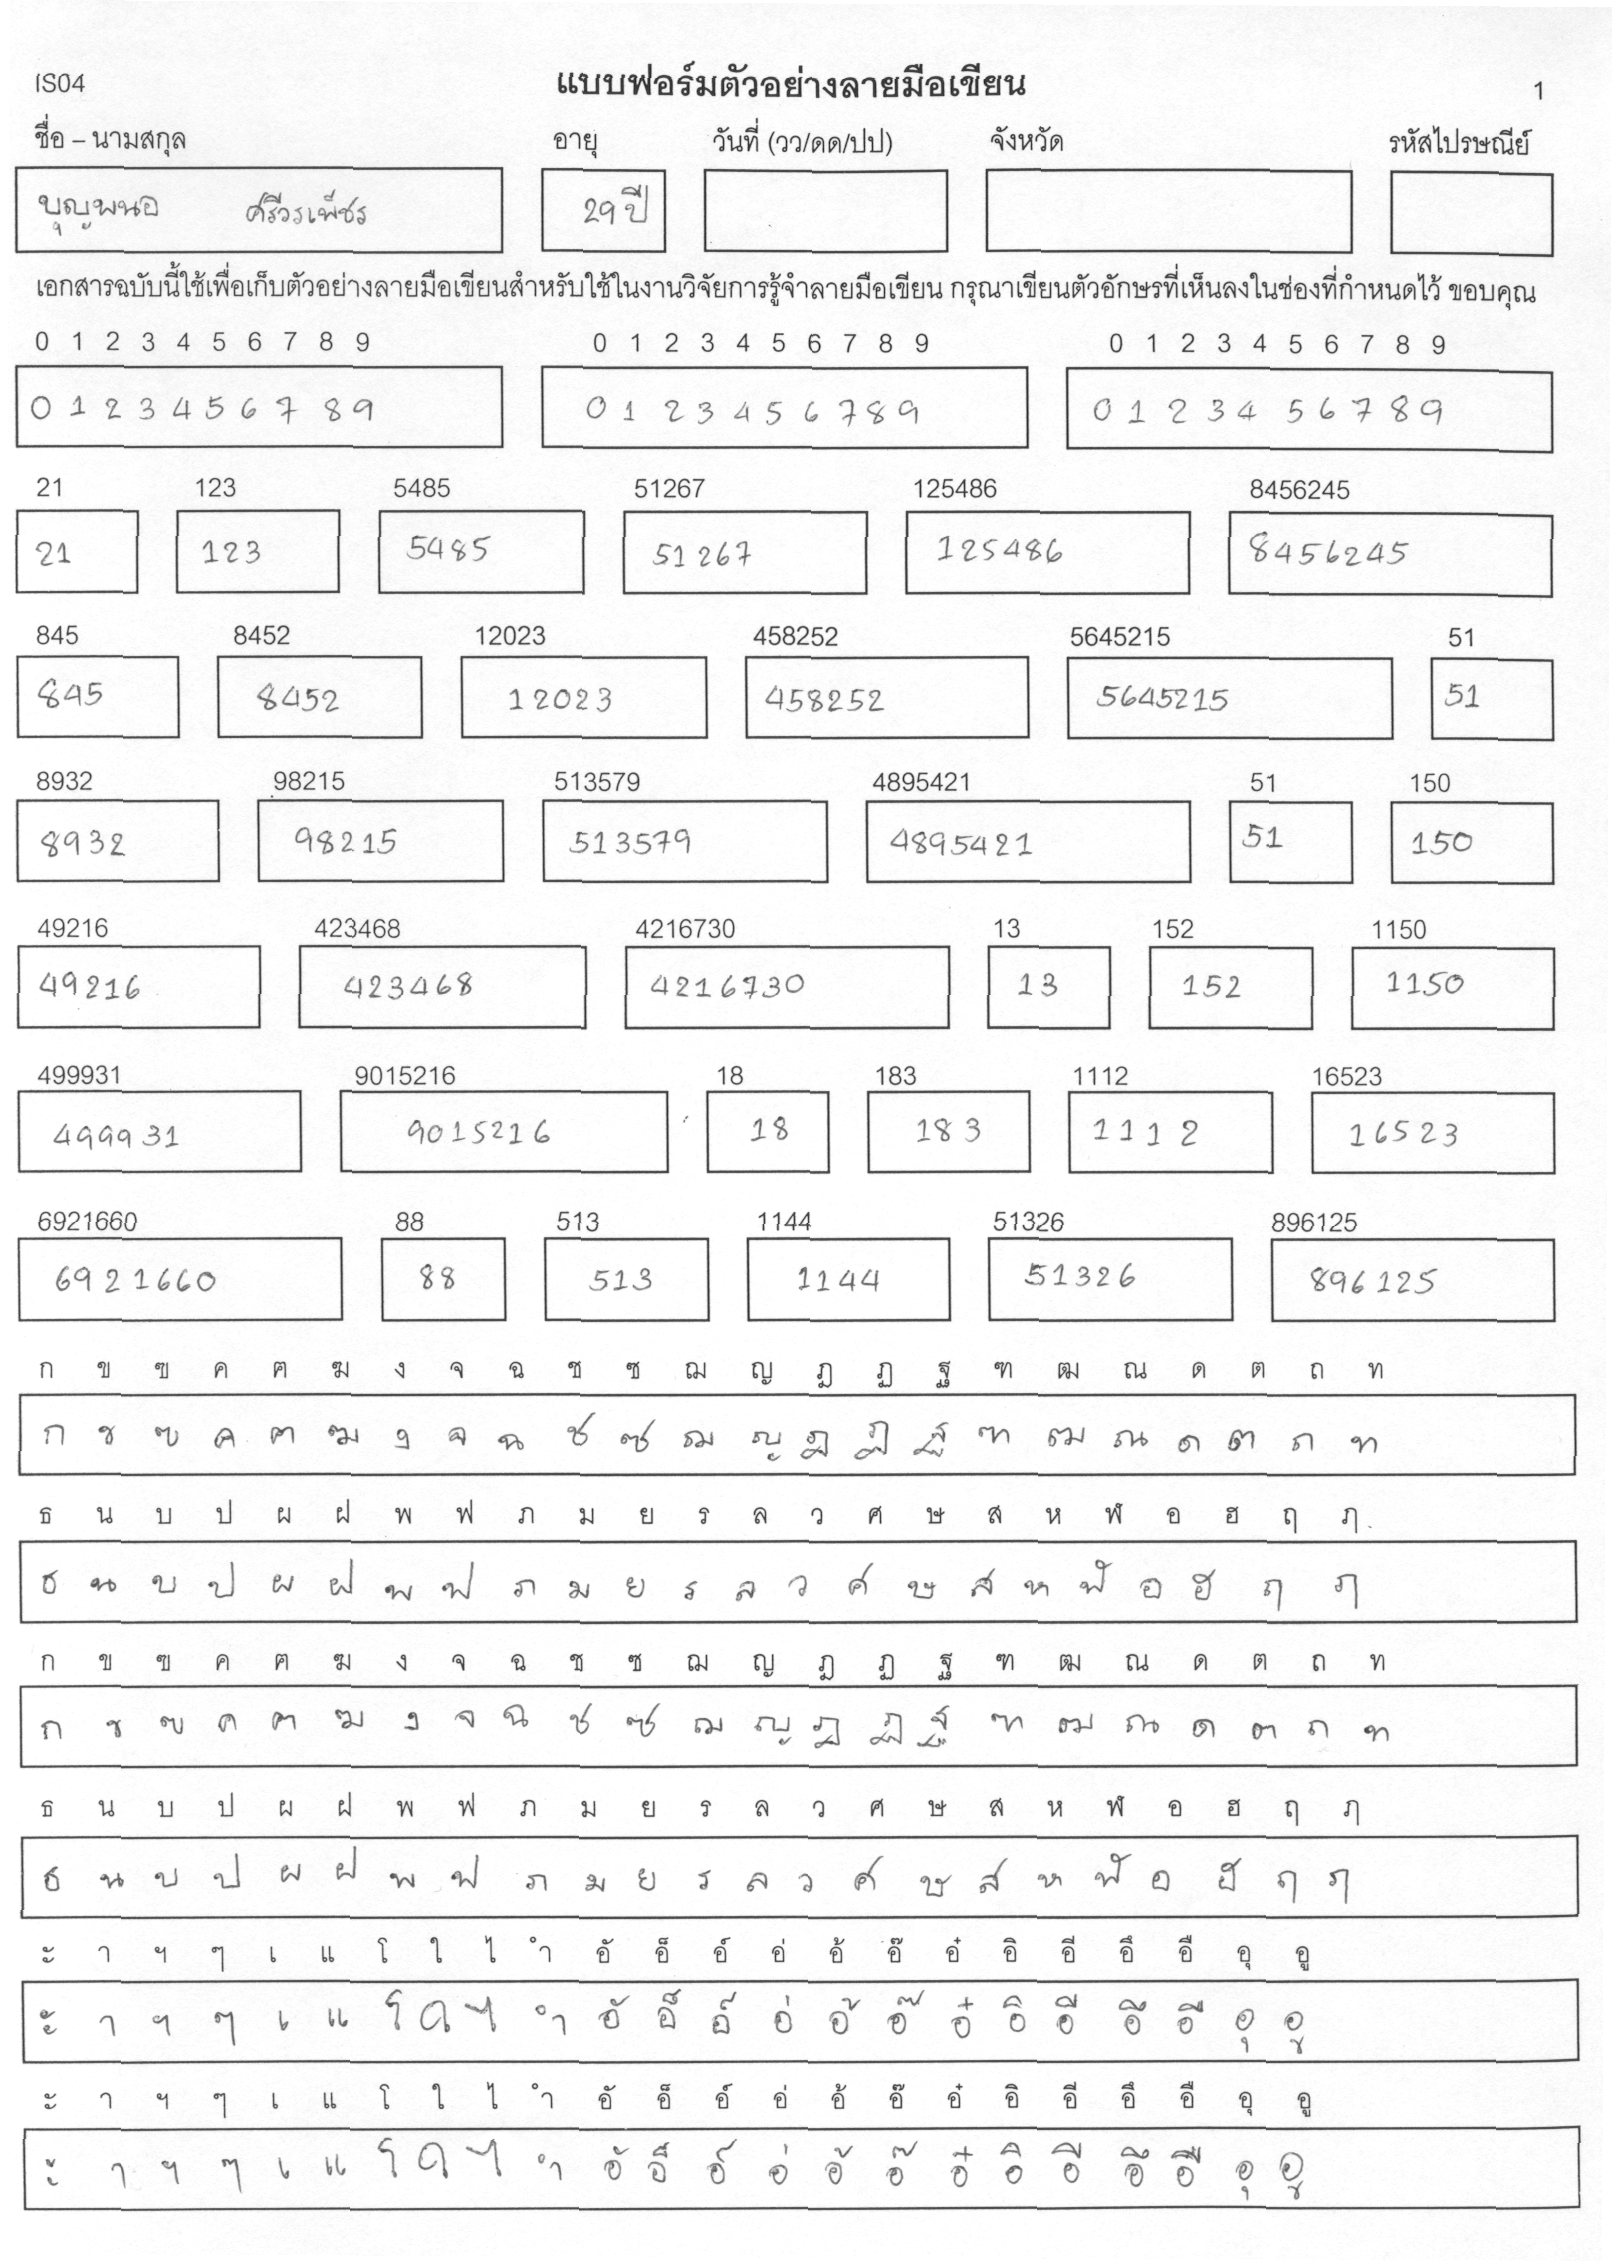 IS04 แบบฟอร์มตัวอย่างลายมือเขียน 1
ชื่อ – นามสกุล อายุ วันที่ (วว/ดด/ปป) จังหวัด รหัสไปรษณีย์
บุญพนอ ศรีวรเพ็ชร 29 ปี
เอกสารฉบับนี้ใช้เพื่อเก็บตัวอย่างลายมือเขียนสำหรับใช้ในงานวิจัยการรู้จำลายมือเขียน กรุณาเขียนตัวอักษรที่เห็นลงในช่องที่กำหนดไว้ ขอบคุณ
0 1 2 3 4 5 6 7 8 9 0 1 2 3 4 5 6 7 8 9 0 1 2 3 4 5 6 7 8 9
0 1 2 3 4 5 6 7 8 9 0 1 2 3 4 5 6 7 8 9 0 1 2 3 4 5 6 7 8 9
21 123 5485 51267 125486 8456245
21 123 5485 51267 125486 8456245
845 8452 12023 458252 5645215 51
845 8452 12023 458252 5645215 51
8932 98215 513579 4895421 51 150
8932 98215 513579 4895421 51 150
49216 423468 4216730 13 152 1150
49216 423468 4216730 13 152 1150
499931 9015216 18 183 1112 16523
499931 9015216 18 183 1112 16523
6921660 88 513 1144 51326 896125
6921660 88 513 1144 51326 896125
ก ข ฃ ค ฅ ฆ ง จ ฉ ช ซ ฌ ญ ฎ ฏ ฐ ฑ ฒ ณ ด ต ถ ท
ก ข ฃ ค ฅ ฆ ง จ ฉ ช ซ ฌ ญ ฎ ฏ ฐ ฑ ฒ ณ ด ต ถ ท
ธ น บ ป ผ ฝ พ ฟ ภ ม ย ร ล ว ศ ษ ส ห ฬ อ ฮ ฤ ฦ
ธ น บ ป ผ ฝ พ ฟ ภ ม ย ร ล ว ศ ษ ส ห ฬ อ ฮ ฤ ฦ
ก ข ฃ ค ฅ ฆ ง จ ฉ ช ซ ฌ ญ ฎ ฏ ฐ ฑ ฒ ณ ด ต ถ ท
ก ข ฃ ค ฅ ฆ ง จ ฉ ช ซ ฌ ญ ฎ ฏ ฐ ฑ ฒ ณ ด ต ถ ท
ธ น บ ป ผ ฝ พ ฟ ภ ม ย ร ล ว ศ ษ ส ห ฬ อ ฮ ฤ ฦ
ธ น บ ป ผ ฝ พ ฟ ภ ม ย ร ล ว ศ ษ ส ห ฬ อ ฮ ฤ ฦ
ะ า ฯ ๆ เ แ โ ใ ไ ำ อั อ็ อ์ อ่ อ้ อ๊ อ๋ อิ อี อึ อื อุ อู
ะ า ฯ ๆ เ แ โ ใ ไ ำ อั อ็ อ์ อ่ อ้ อ๊ อ๋ อิ อี อึ อื อุ อู
ะ า ฯ ๆ เ แ โ ใ ไ ำ อั อ็ อ์ อ่ อ้ อ๊ อ๋ อิ อี อึ อื อุ อู
ะ า ฯ ๆ เ แ โ ใ ไ ำ อั อ็ อ์ อ่ อ้ อ๊ อ๋ อิ อี อึ อื อุ อู